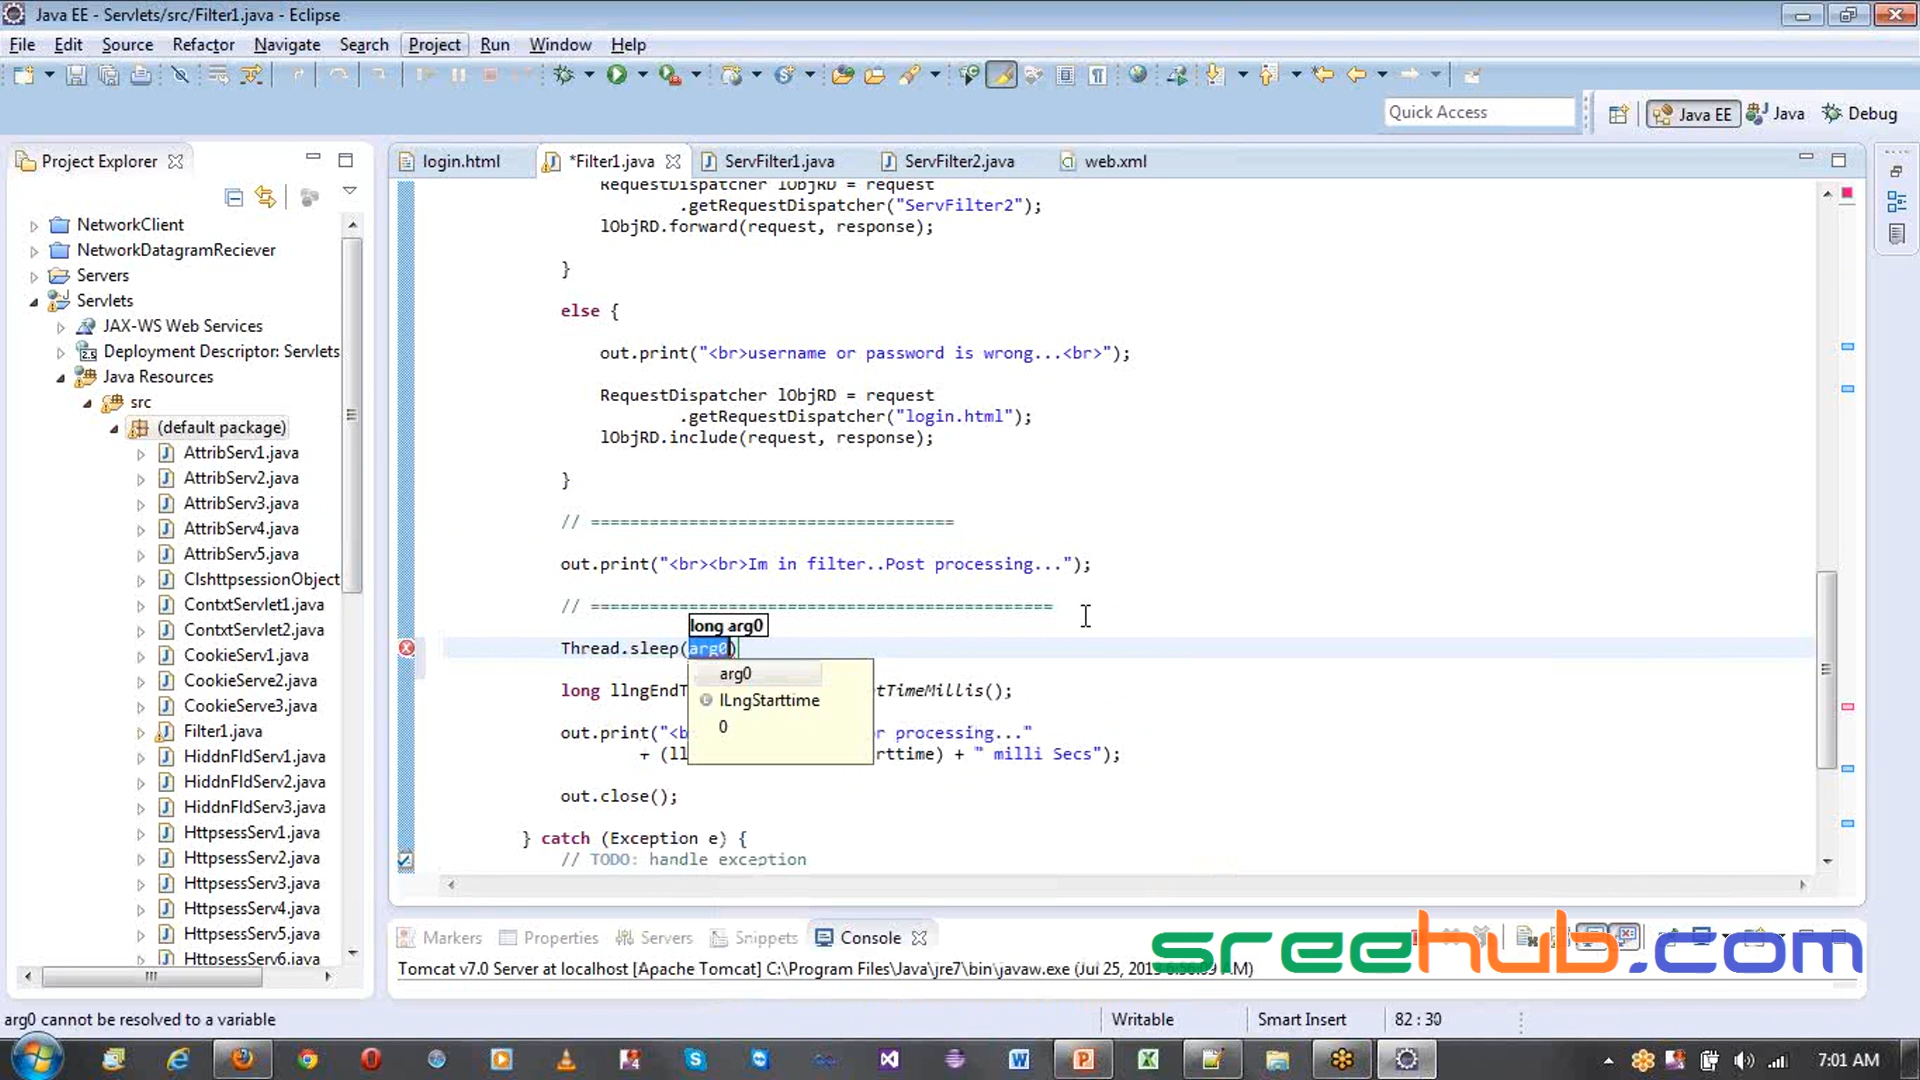 Java EE - Servlets/src/Filter1.java - Eclipse
File Edit Source Refactor Navigate Search Project Run Window Help
Quick Access
Java EE Java Debug
Project Explorer
login.html *Filter1.java ServFilter1.java ServFilter2.java web.xml
NetworkClient
NetworkDatagramReciever
Servers
Servlets
JAX-WS Web Services
Deployment Descriptor: Servlets
Java Resources
src
(default package)
AttribServ1.java
AttribServ2.java
AttribServ3.java
AttribServ4.java
AttribServ5.java
ClshttpsessionObject
ContxtServlet1.java
ContxtServlet2.java
CookieServ1.java
CookieServe2.java
CookieServe3.java
Filter1.java
HiddnFldServ1.java
HiddnFldServ2.java
HiddnFldServ3.java
HttpsessServ1.java
HttpsessServ2.java
HttpsessServ3.java
HttpsessServ4.java
HttpsessServ5.java
HttpsessServ6.java
RequestDispatcher lObjRD = request
.getRequestDispatcher("ServFilter2");
lObjRD.forward(request, response);
}
else {
out.print("<br>username or password is wrong...<br>");
RequestDispatcher lObjRD = request
.getRequestDispatcher("login.html");
lObjRD.include(request, response);
}
// =====================================
out.print("<br><br>Im in filter..Post processing...");
// ===============================================
long arg0
Thread.sleep(arg0)
arg0
long llngEndT tTimeMillis();
lLngStarttime
0
out.print("<b r processing..."
+ (ll rttime) + " milli Secs");
out.close();
} catch (Exception e) {
// TODO: handle exception
Markers Properties Servers Snippets Console
Tomcat v7.0 Server at localhost [Apache Tomcat] C:\Program Files\Java\jre7\bin\javaw.exe (Jul 25, AM)
sreehub.com
arg0 cannot be resolved to a variable
Writable Smart Insert 82 : 30
7:01 AM